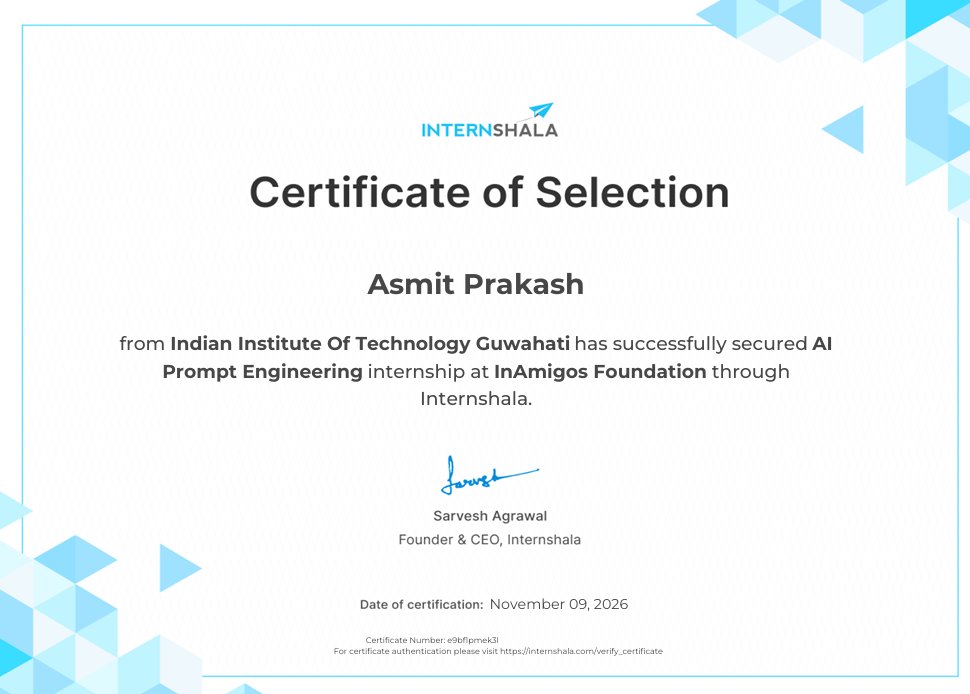 INTERNSHALA
Certificate of Selection
Asmit Prakash
from Indian Institute Of Technology Guwahati has successfully secured AI
Prompt Engineering internship at InAmigos Foundation through
Internshala.
Sarvesh
Sarvesh Agrawal
Founder & CEO, Internshala
Date of certification: November 09, 2026
Certificate Number: e9bf1pmek3l
For certificate authentication please visit https://internshala.com/verify_certificate